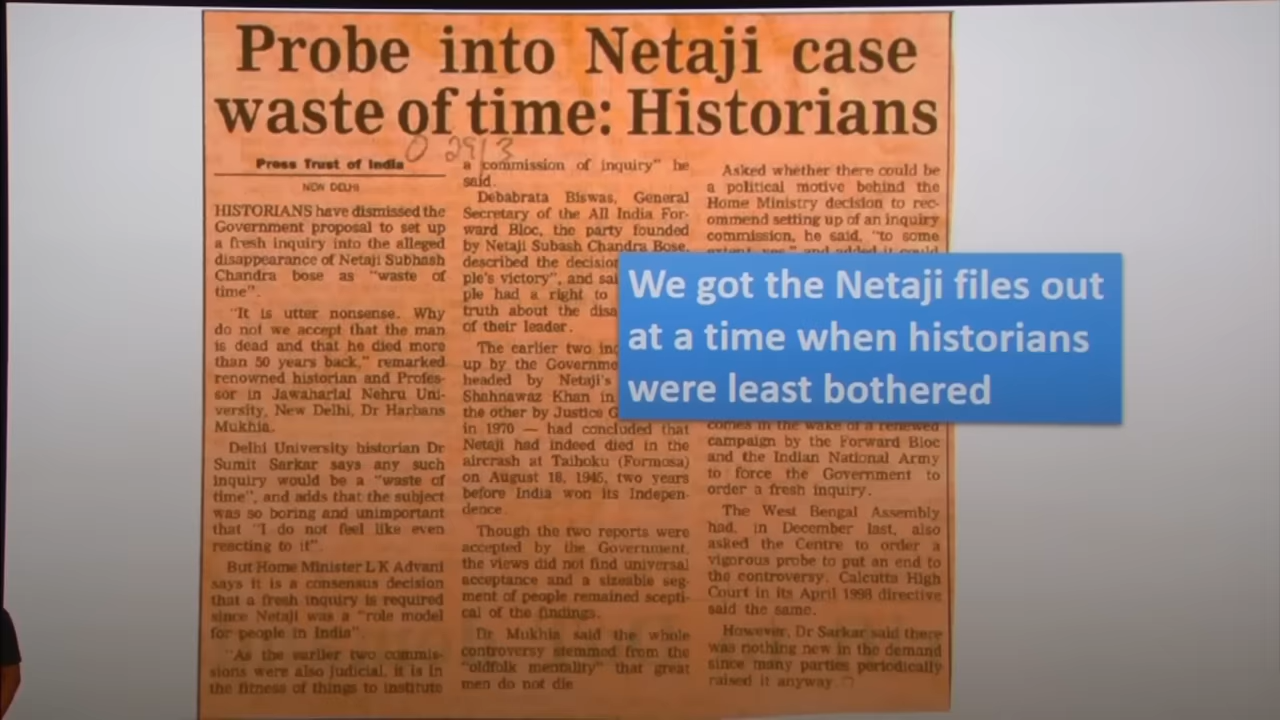 Probe into Netaji case
waste of time: Historians
Press Trust of India
NEW DELHI
HISTORIANS have dismissed the
Government proposal to set up
a fresh inquiry into the alleged
disappearance of Netaji Subhash
Chandra bose as "waste of
time".
"It is utter nonsense. Why
do not we accept that the man
is dead and that he died more
than 50 years back," remarked
renowned historian and Profes-
sor in Jawaharlal Nehru Uni-
versity, New Delhi, Dr Harbans
Mukhia.
Delhi University historian Dr
Sumit Sarkar says any such
inquiry would be a "waste of
time", and adds that the subject
was so boring and unimportant
that "I do not feel like even
reacting to it".
But Home Minister L K Advani
says it is a consensus decision
that a fresh inquiry is required
since Netaji was a "role model
for people in India".
"As the earlier two commis-
sions were also judicial, it is in
the fitness of things to institute
a commission of inquiry" he
said.
Debabrata Biswas, General
Secretary of the All India For-
ward Bloc, the party founded
by Netaji Subash Chandra Bose,
described the decision
ple's victory", and sai
ple had a right to
truth about the disa
of their leader.
The earlier two inq
up by the Governme
headed by Netaji's
Shahnawaz Khan in
the other by Justice G
in 1970 — had concluded that
Netaji had indeed died in the
aircrash at Taihoku (Formosa)
on August 18, 1945, two years
before India won its Indepen-
dence.
Though the two reports were
accepted by the Government,
the views did not find universal
acceptance and a sizeable seg-
ment of people remained scepti-
cal of the findings.
Dr Mukhia said the whole
controversy stemmed from the
"oldfolk mentality" that great
men do not die
Asked whether there could be
a political motive behind the
Home Ministry decision to rec-
ommend setting up of an inquiry
commission, he said, "to some
extent, yes," and added it could
comes in the wake of a renewed
campaign by the Forward Bloc
and the Indian National Army
to force the Government to
order a fresh inquiry.
The West Bengal Assembly
had, in December last, also
asked the Centre to order a
vigorous probe to put an end to
the controversy. Calcutta High
Court in its April 1998 directive
said the same.
However, Dr Sarkar said there
was nothing new in the demand
since many parties periodically
raised it anyway.
We got the Netaji files out
at a time when historians
were least bothered